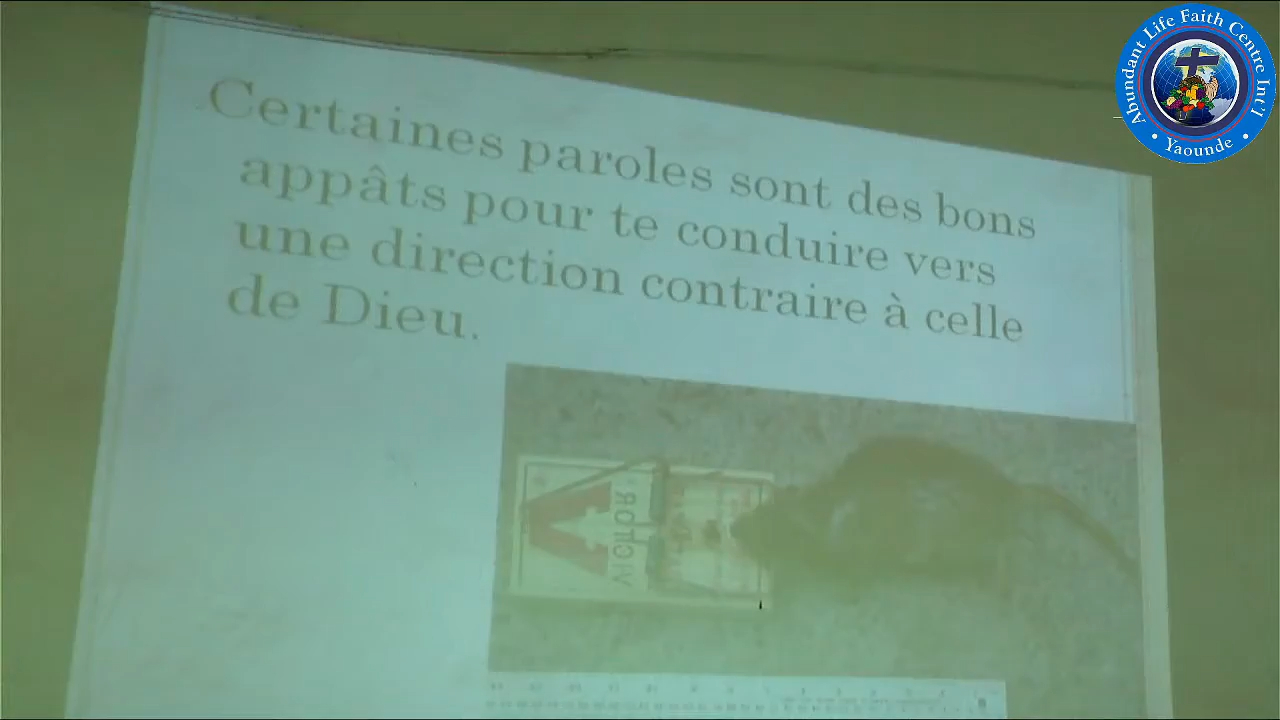 Certaines paroles sont des bons
appâts pour te conduire vers
une direction contraire à celle
de Dieu.
VICTOR
Abundant Life Faith Centre Int'l
• Yaounde •